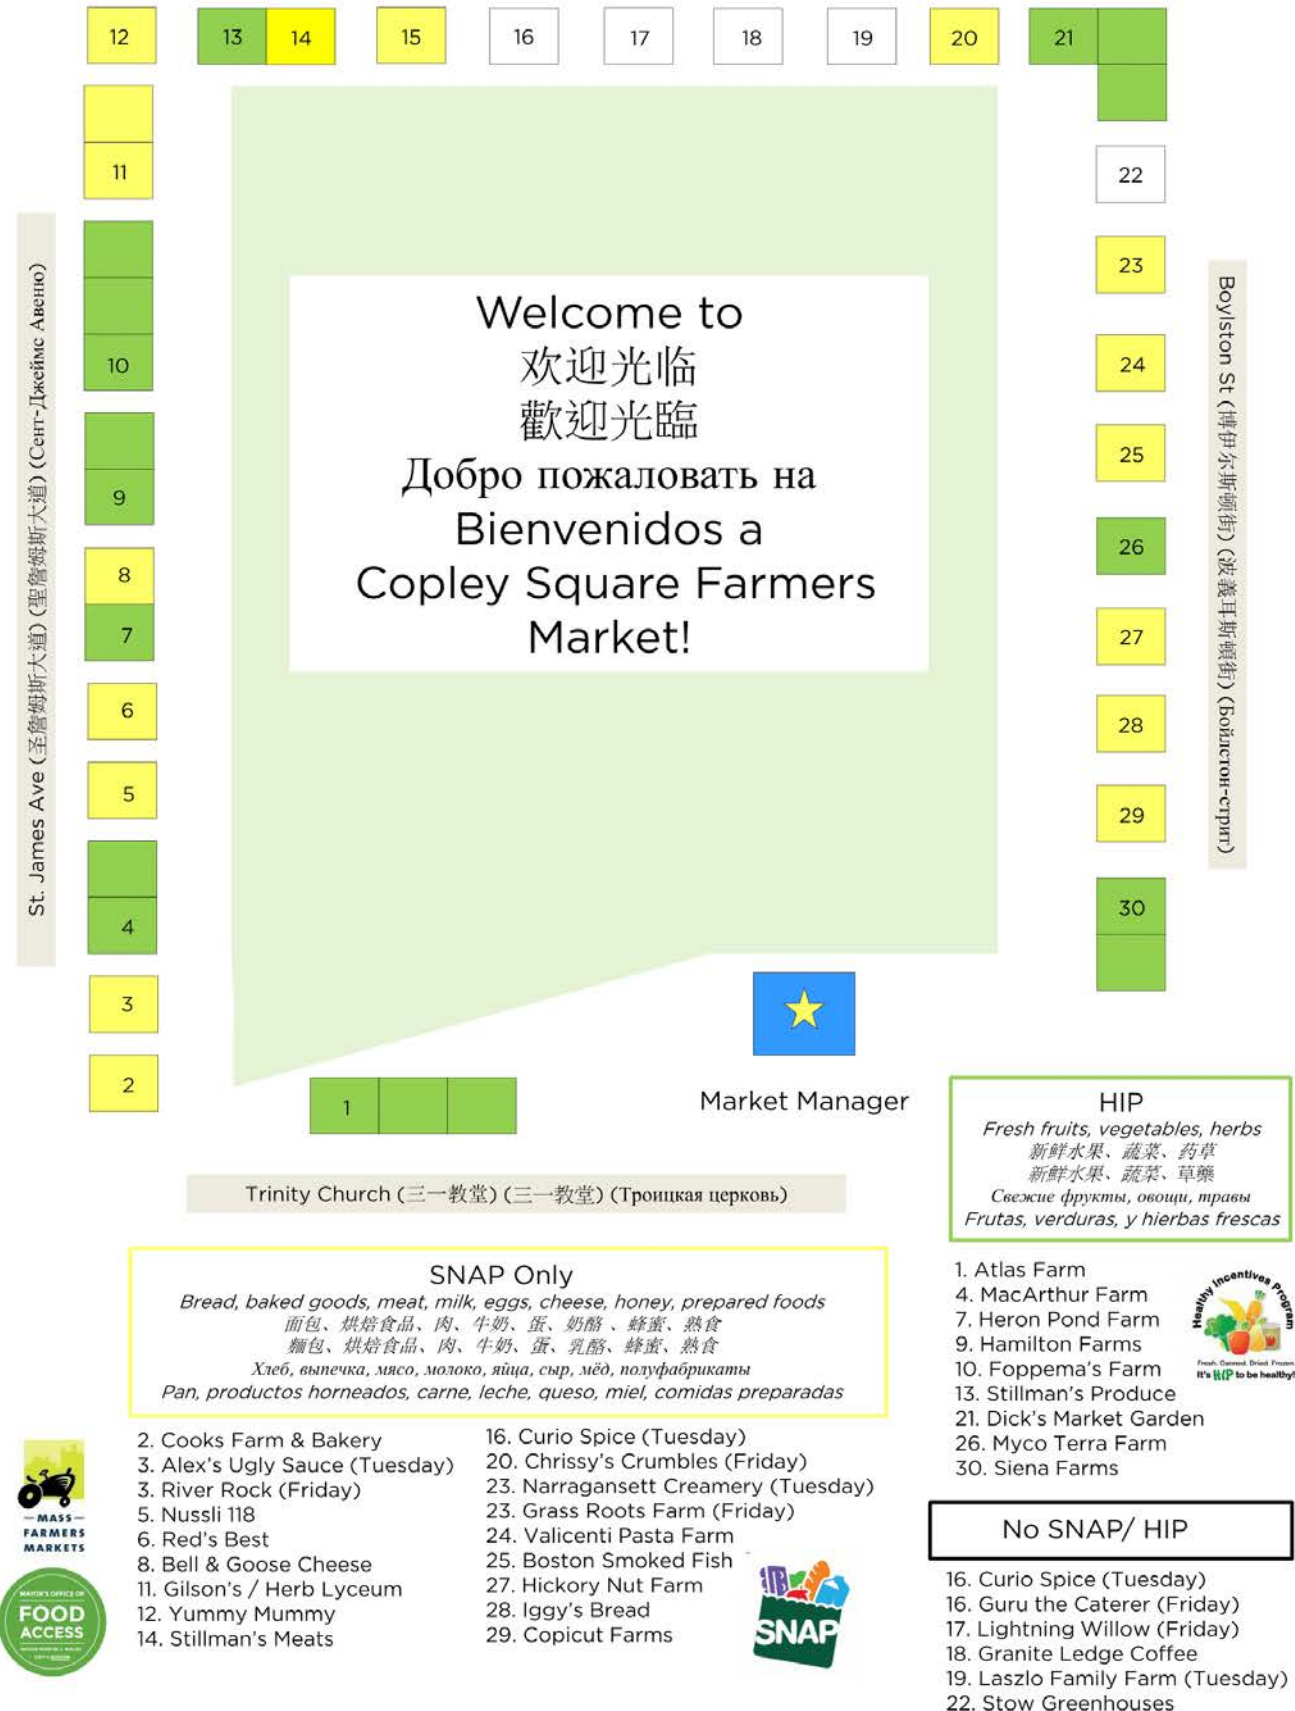 12
13
14
15
16
17
18
19
20
21
11
22
23
10
24
9
25
8
26
7
27
6
28
5
29
4
30
3
2
1
St. James Ave (圣詹姆斯大道) (聖詹姆斯大道) (Сент-Джеймс Авеню)
Welcome to
欢迎光临
歡迎光臨
Добро пожаловать на
Bienvenidos a
Copley Square Farmers
Market!
Boylston St (博伊尔斯顿街) (波義耳斯頓街) (Бойлстон-стрит)
Market Manager
Trinity Church (三一教堂) (三一教堂) (Троицкая церковь)
HIP
Fresh fruits, vegetables, herbs
新鲜水果、蔬菜、药草
新鮮水果、蔬菜、草藥
Свежие фрукты, овощи, травы
Frutas, verduras, y hierbas frescas
1. Atlas Farm
4. MacArthur Farm
7. Heron Pond Farm
9. Hamilton Farms
10. Foppema's Farm
13. Stillman's Produce
21. Dick's Market Garden
26. Myco Terra Farm
30. Siena Farms
Healthy Incentives Program
Fresh. Canned. Dried. Frozen.
It's HIP to be healthy!
SNAP Only
Bread, baked goods, meat, milk, eggs, cheese, honey, prepared foods
面包、烘焙食品、肉、牛奶、蛋、奶酪、蜂蜜、熟食
麵包、烘焙食品、肉、牛奶、蛋、乳酪、蜂蜜、熟食
Хлеб, выпечка, мясо, молоко, яйца, сыр, мёд, полуфабрикаты
Pan, productos horneados, carne, leche, queso, miel, comidas preparadas
2. Cooks Farm & Bakery
3. Alex's Ugly Sauce (Tuesday)
3. River Rock (Friday)
5. Nussli 118
6. Red's Best
8. Bell & Goose Cheese
11. Gilson's / Herb Lyceum
12. Yummy Mummy
14. Stillman's Meats
16. Curio Spice (Tuesday)
20. Chrissy's Crumbles (Friday)
23. Narragansett Creamery (Tuesday)
23. Grass Roots Farm (Friday)
24. Valicenti Pasta Farm
25. Boston Smoked Fish
27. Hickory Nut Farm
28. Iggy's Bread
29. Copicut Farms
SNAP
MASS
FARMERS
MARKETS
MAYOR'S OFFICE OF
FOOD
ACCESS
No SNAP/ HIP
16. Curio Spice (Tuesday)
16. Guru the Caterer (Friday)
17. Lightning Willow (Friday)
18. Granite Ledge Coffee
19. Laszlo Family Farm (Tuesday)
22. Stow Greenhouses